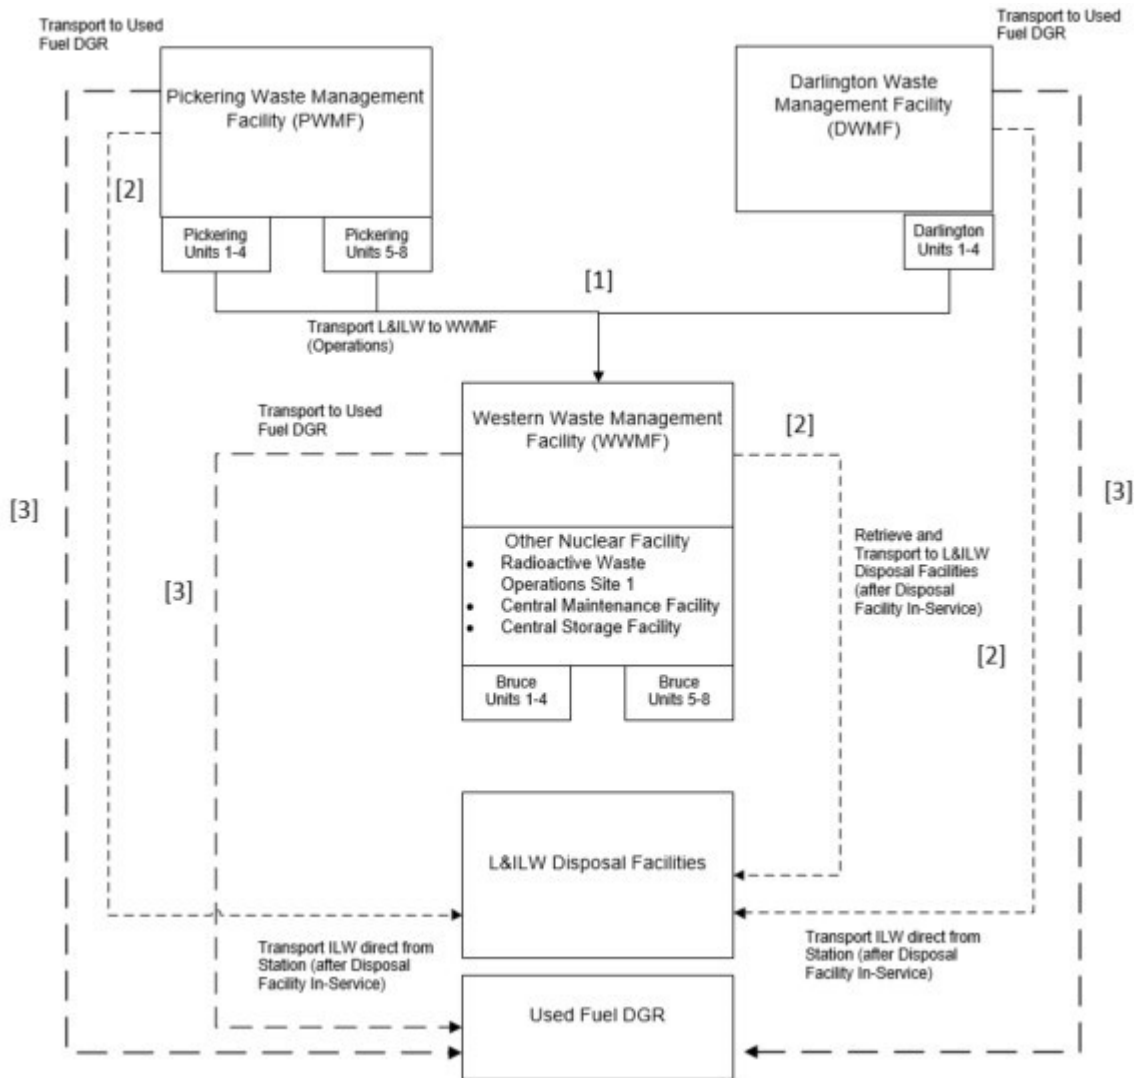 Transport to Used
Fuel DGR
Transport to Used
Fuel DGR
Pickering Waste Management
Facility (PWMF)
Darlington Waste
Management Facility
(DWMF)
[2]
Pickering
Units 1-4
Pickering
Units 5-8
Darlington
Units 1-4
[1]
Transport L&ILW to WWMF
(Operations)
Transport to Used
Fuel DGR
Western Waste Management
Facility (WWMF)
[2]
[3]
[3]
Other Nuclear Facility
• Radioactive Waste
Operations Site 1
• Central Maintenance Facility
• Central Storage Facility
[3]
Retrieve and
Transport to L&ILW
Disposal Facilities
(after Disposal
Facility In-Service)
[2]
Bruce
Units 1-4
Bruce
Units 5-8
L&ILW Disposal Facilities
Transport ILW direct from
Station (after Disposal
Facility In-Service)
Transport ILW direct from
Station (after Disposal
Facility In-Service)
Used Fuel DGR